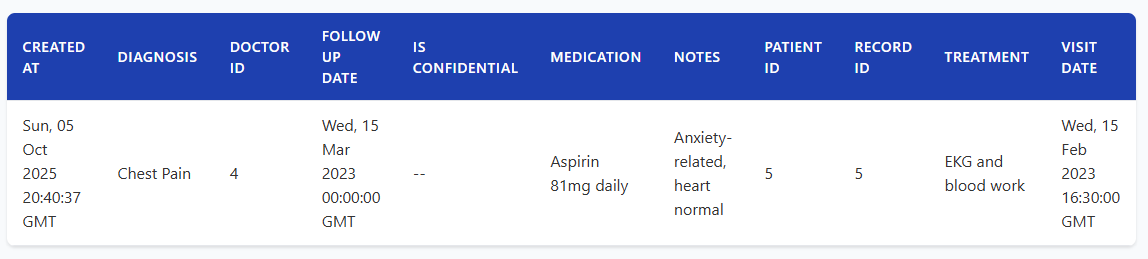 CREATED AT
DIAGNOSIS
DOCTOR ID
FOLLOW UP DATE
IS CONFIDENTIAL
MEDICATION
NOTES
PATIENT ID
RECORD ID
TREATMENT
VISIT DATE
Sun, 05 Oct 2025 20:40:37 GMT
Chest Pain
4
Wed, 15 Mar 2023 00:00:00 GMT
--
Aspirin 81mg daily
Anxiety-related, heart normal
5
5
EKG and blood work
Wed, 15 Feb 2023 16:30:00 GMT